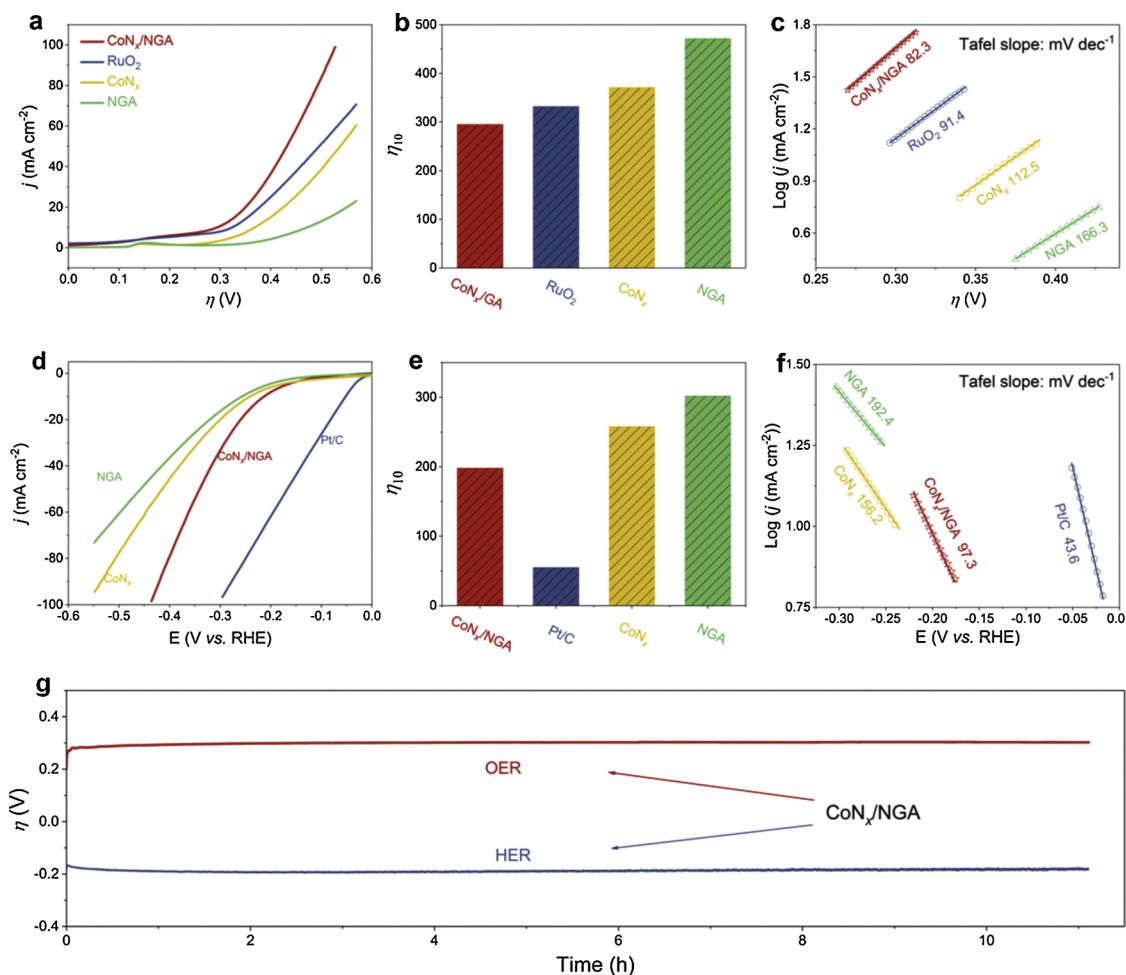 a
100
80
60
40
20
0
0.0 0.1 0.2 0.3 0.4 0.5 0.6
j (mA cm⁻²)
η (V)
CoNₓ/NGA
RuO₂
CoNₓ
NGA
b
500
400
300
200
100
0
η₁₀
CoNₓ/GA
RuO₂
CoNₓ
NGA
c
1.8
1.5
1.2
0.9
0.6
0.25 0.30 0.35 0.40
Log (j (mA cm⁻²))
η (V)
Tafel slope: mV dec⁻¹
CoNₓ/NGA 82.3
RuO₂ 91.4
CoNₓ 112.5
NGA 166.3
d
0
-20
-40
-60
-80
-100
-0.6 -0.5 -0.4 -0.3 -0.2 -0.1 0.0
j (mA cm⁻²)
E (V vs. RHE)
Pt/C
CoNₓ/NGA
NGA
CoNₓ
e
300
200
100
0
η₁₀
CoNₓ/NGA
Pt/C
CoNₓ
NGA
f
1.50
1.25
1.00
0.75
-0.30 -0.25 -0.20 -0.15 -0.10 -0.05 0.0
Log (j (mA cm⁻²))
E (V vs. RHE)
Tafel slope: mV dec⁻¹
NGA 192.4
CoNₓ 156.2
CoNₓ/NGA 97.3
Pt/C 43.6
g
0.4
0.2
0.0
-0.2
-0.4
0 2 4 6 8 10
η (V)
Time (h)
OER
HER
CoNₓ/NGA